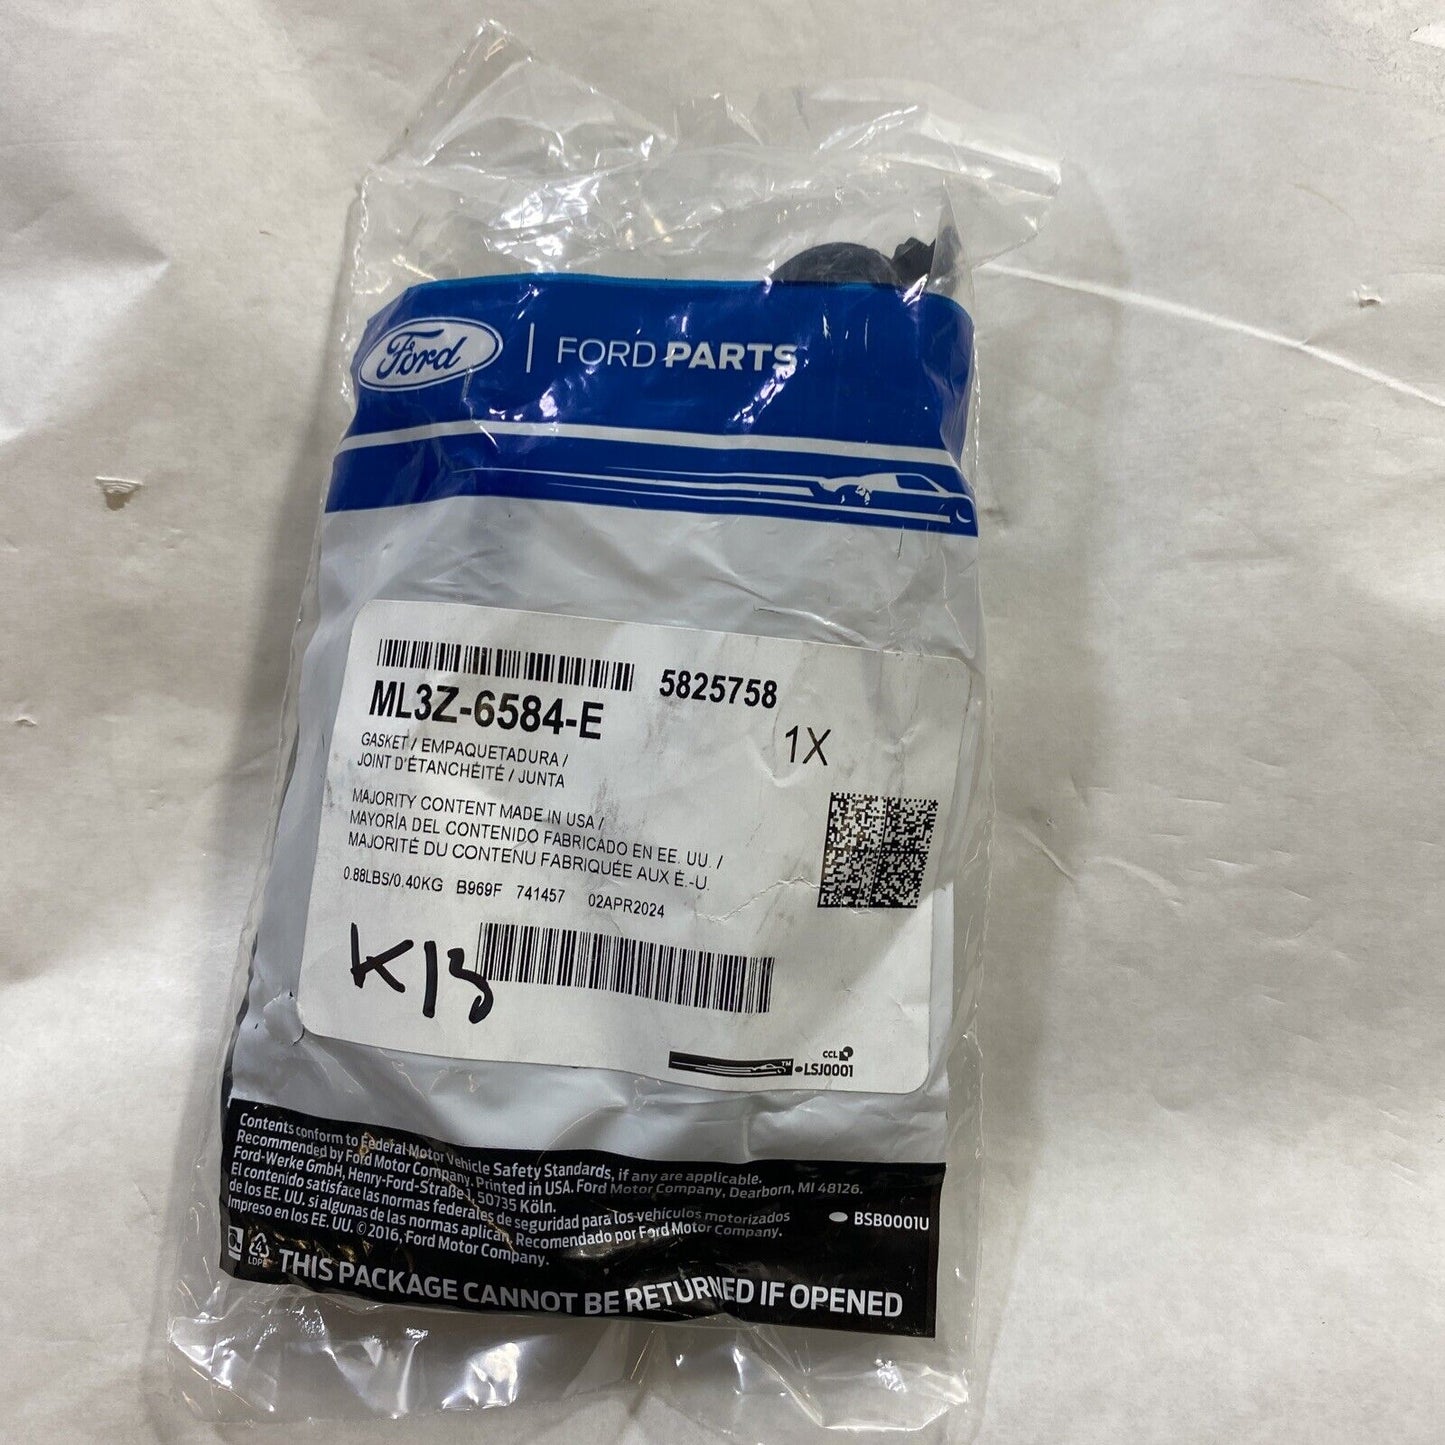 Ford | FORD PARTS
5825758
ML3Z-6584-E
1X
GASKET / EMPAQUETADURA /
JOINT D'ÉTANCHÉITÉ / JUNTA
MAJORITY CONTENT MADE IN USA /
MAYORÍA DEL CONTENIDO FABRICADO EN EE. UU. /
MAJORITÉ DU CONTENU FABRIQUÉE AUX É.-U.
0.88LBS/0.40KG B969F 741457 02APR2024
K13
CCL
TM
LSJ0001
Contents conform to Federal Motor Vehicle Safety Standards, if any are applicable.
Recommended by Ford Motor Company. Printed in USA. Ford Motor Company, Dearborn, MI 48126.
Ford-Werke GmbH, Henry-Ford-Straße 1, 50735 Köln.
El contenido satisface las normas federales de seguridad para los vehículos motorizados
de los EE. UU. si algunas de las normas aplican. Recomendado por Ford Motor Company.
Impreso en los EE. UU. © 2016, Ford Motor Company.
BSB0001U
4
LDPE
THIS PACKAGE CANNOT BE RETURNED IF OPENED